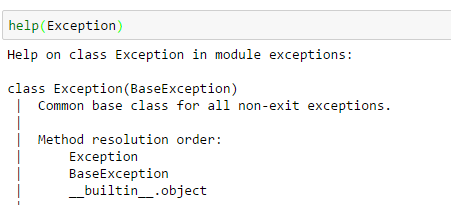 help(Exception)
Help on class Exception in module exceptions:
class Exception(BaseException)
 |  Common base class for all non-exit exceptions.
 |
 |  Method resolution order:
 |      Exception
 |      BaseException
 |      __builtin__.object